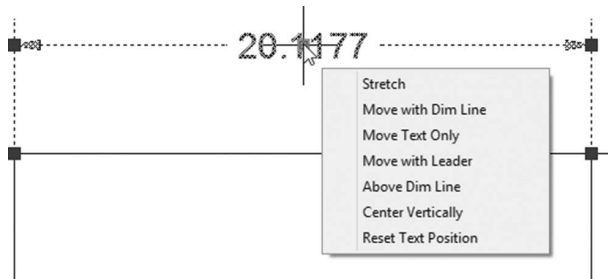 20.1177
Stretch
Move with Dim Line
Move Text Only
Move with Leader
Above Dim Line
Center Vertically
Reset Text Position